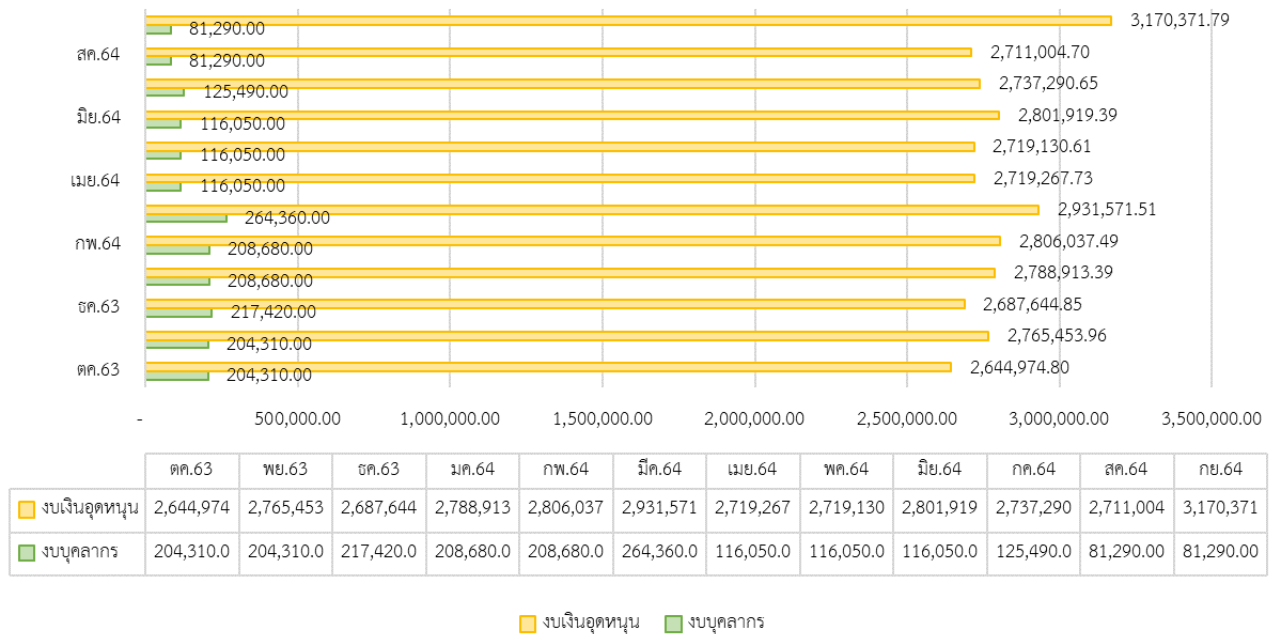 3,170,371.79
81,290.00
สค.64 2,711,004.70
81,290.00
2,737,290.65
125,490.00
มิย.64 2,801,919.39
116,050.00
2,719,130.61
116,050.00
เมย.64 2,719,267.73
116,050.00
2,931,571.51
264,360.00
กพ.64 2,806,037.49
208,680.00
2,788,913.39
208,680.00
ธค.63 2,687,644.85
217,420.00
2,765,453.96
204,310.00
ตค.63 2,644,974.80
204,310.00
- 500,000.00 1,000,000.00 1,500,000.00 2,000,000.00 2,500,000.00 3,000,000.00 3,500,000.00
ตค.63 พย.63 ธค.63 มค.64 กพ.64 มีค.64 เมย.64 พค.64 มิย.64 กค.64 สค.64 กย.64
งบเงินอุดหนุน 2,644,974 2,765,453 2,687,644 2,788,913 2,806,037 2,931,571 2,719,267 2,719,130 2,801,919 2,737,290 2,711,004 3,170,371
งบบุคลากร 204,310.0 204,310.0 217,420.0 208,680.0 208,680.0 264,360.0 116,050.0 116,050.0 116,050.0 125,490.0 81,290.00 81,290.00
งบเงินอุดหนุน งบบุคลากร